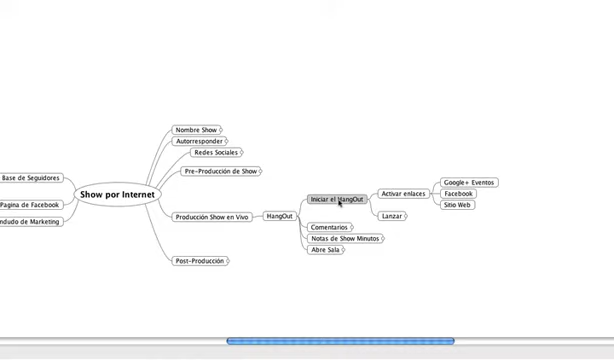 Base de Seguidores
Pagina de Facebook
Show por Internet
Nombre Show
Autorresponder
Redes Sociales
Pre-Producción de Show
Producción Show en Vivo
HangOut
Iniciar el HangOut
Activar enlaces
Google+ Eventos
Facebook
Sitio Web
Lanzar
Comentarios
Notas de Show Minutos
Abre Sala
Post-Producción
de Marketing